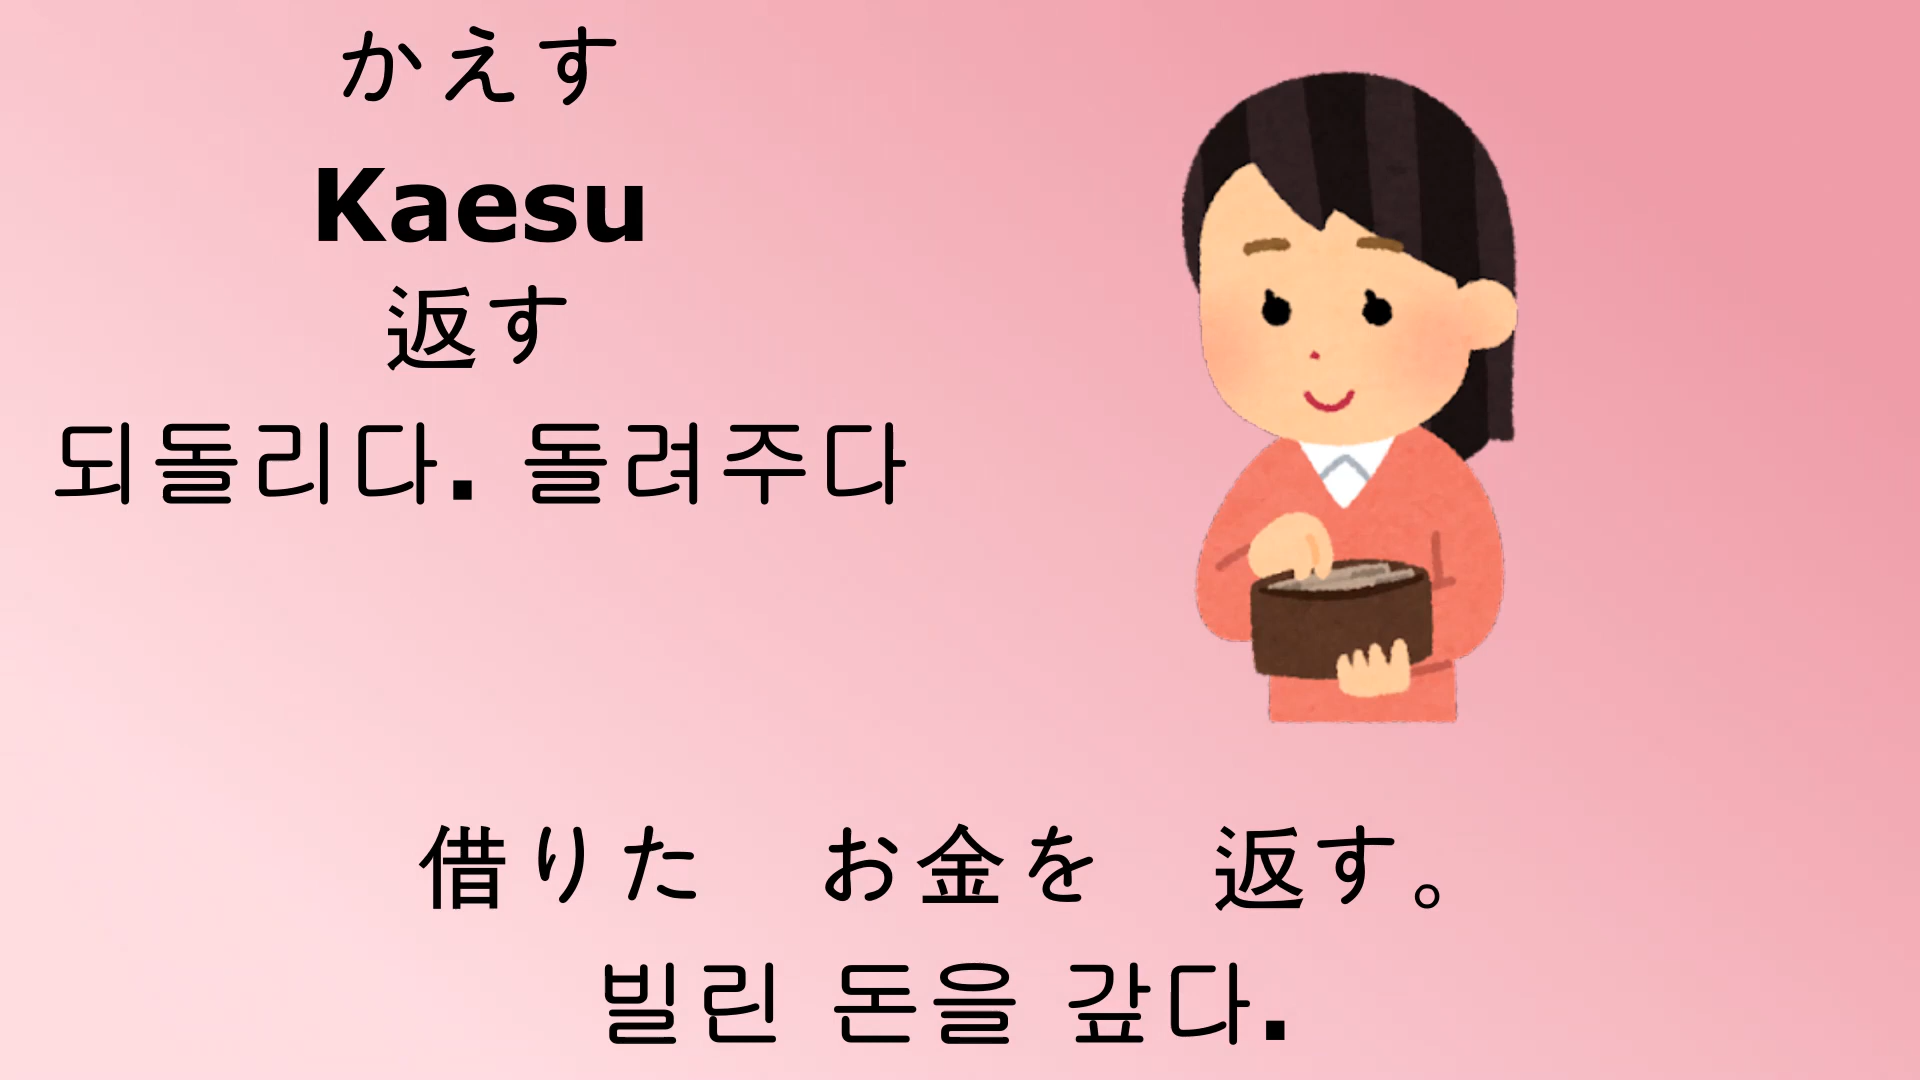 かえす
Kaesu
返す
되돌리다. 돌려주다
借りた　お金を　返す。
빌린 돈을 갚다.